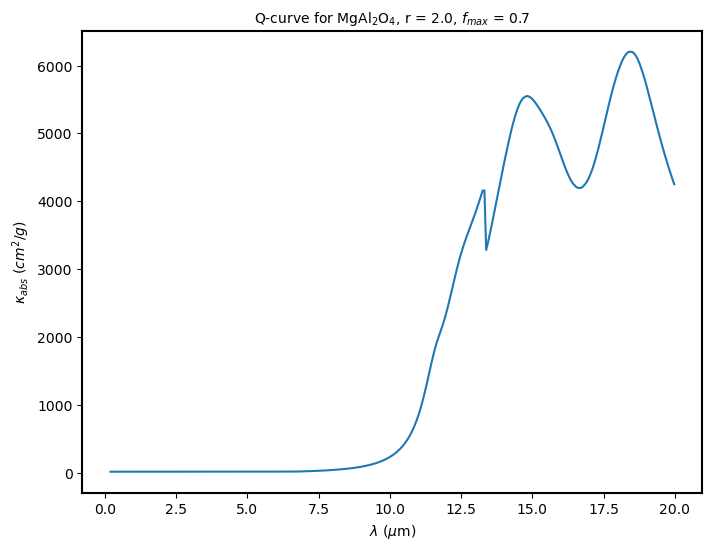 Q-curve for MgAl₂O₄, r = 2.0, f_max = 0.7
κ_abs (cm²/g)
6000
5000
4000
3000
2000
1000
0
0.0 2.5 5.0 7.5 10.0 12.5 15.0 17.5 20.0
λ (μm)